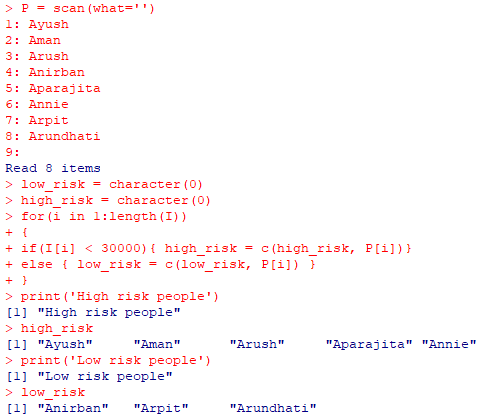 > P = scan(what='')
1: Ayush
2: Aman
3: Arush
4: Anirban
5: Aparajita
6: Annie
7: Arpit
8: Arundhati
9:
Read 8 items
> low_risk = character(0)
> high_risk = character(0)
> for(i in 1:length(I))
+ {
+ if(I[i] < 30000){ high_risk = c(high_risk, P[i])}
+ else { low_risk = c(low_risk, P[i]) }
+ }
> print('High risk people')
[1] "High risk people"
> high_risk
[1] "Ayush"     "Aman"      "Arush"     "Aparajita" "Annie"
> print('Low risk people')
[1] "Low risk people"
> low_risk
[1] "Anirban"   "Arpit"     "Arundhati"